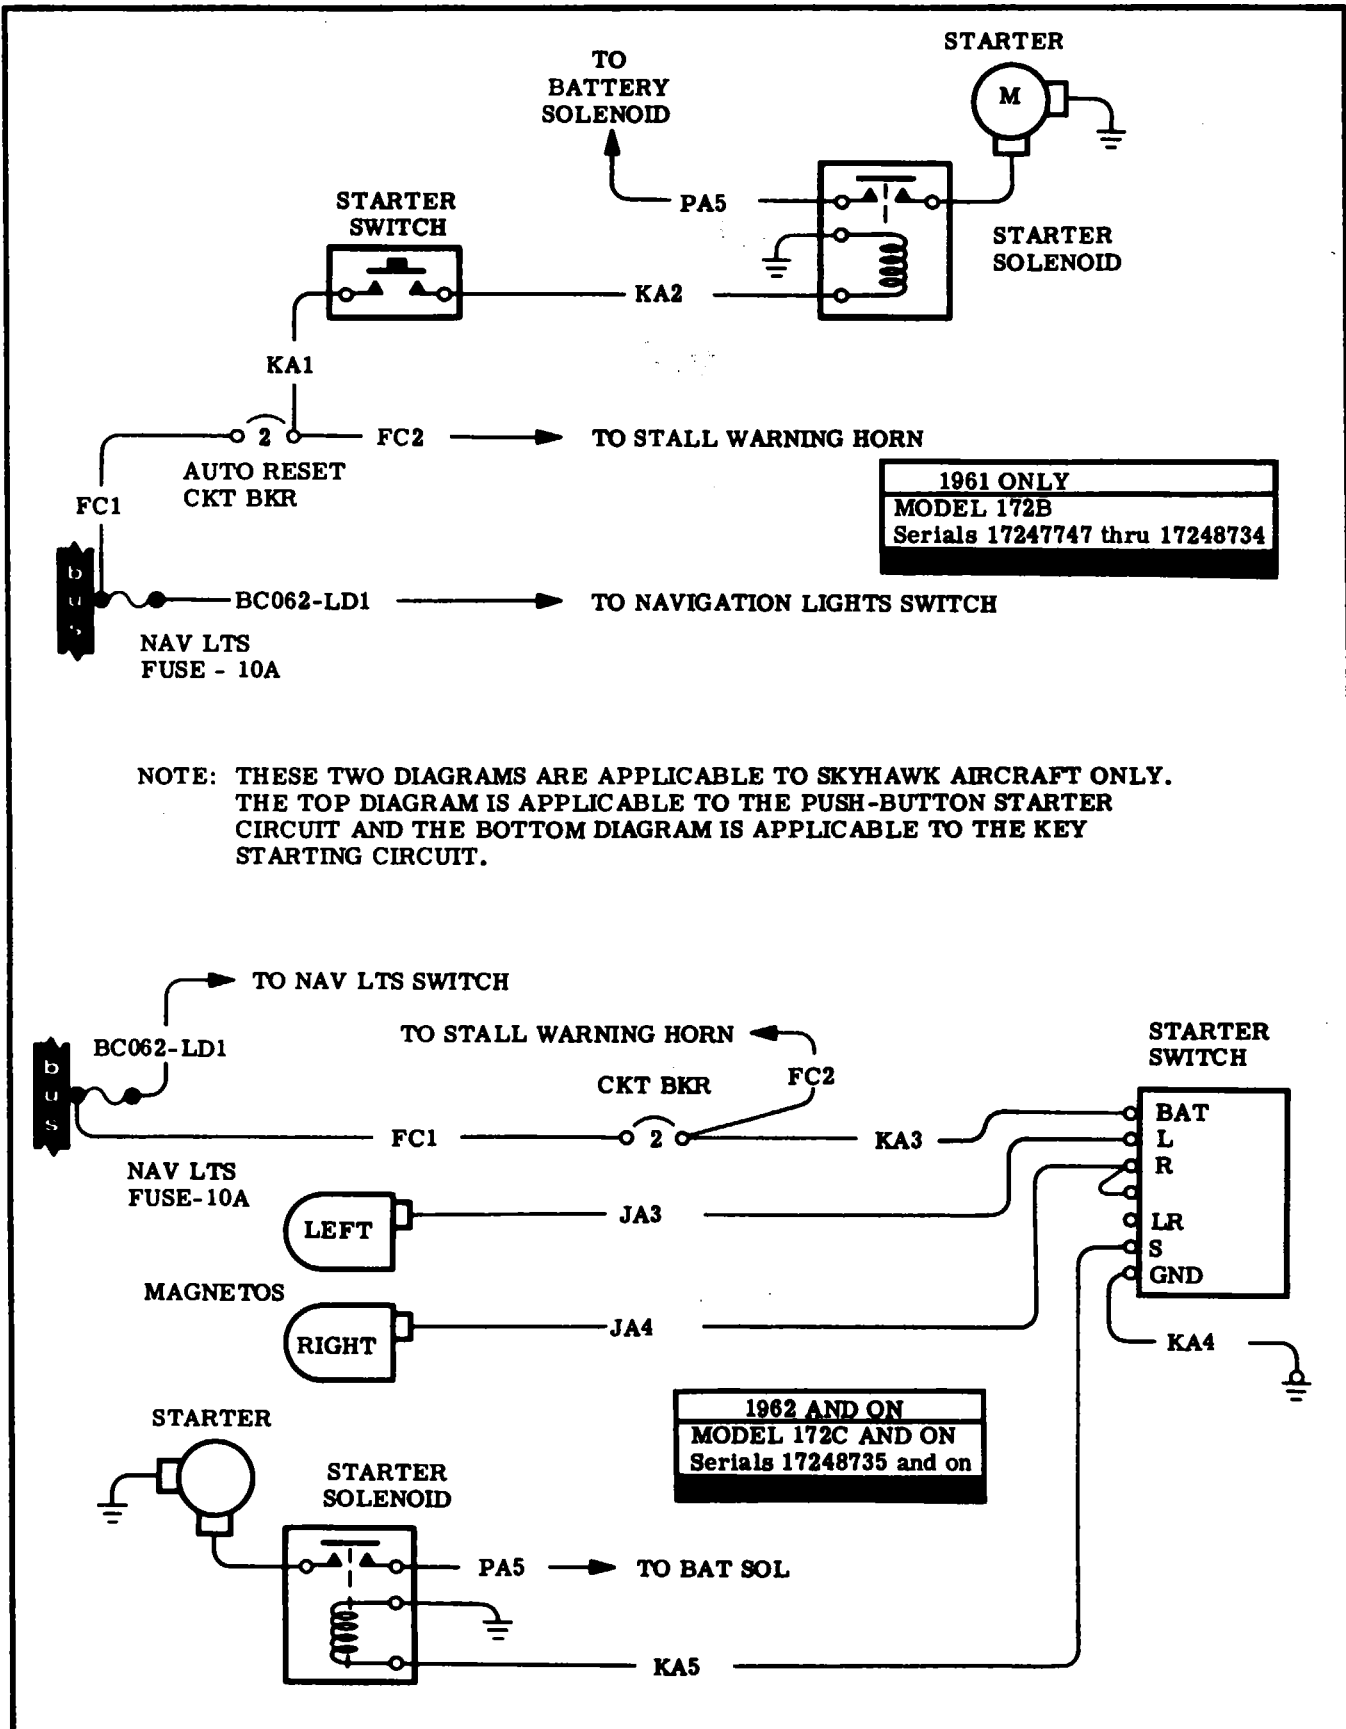 STARTER
M
TO
BATTERY
SOLENOID
STARTER
SWITCH
PA5
STARTER
SOLENOID
KA2
KA1
2
FC2
TO STALL WARNING HORN
AUTO RESET
CKT BKR
FC1
1961 ONLY
MODEL 172B
Serials 17247747 thru 17248734
BC062-LD1
TO NAVIGATION LIGHTS SWITCH
NAV LTS
FUSE - 10A
NOTE: THESE TWO DIAGRAMS ARE APPLICABLE TO SKYHAWK AIRCRAFT ONLY.
THE TOP DIAGRAM IS APPLICABLE TO THE PUSH-BUTTON STARTER
CIRCUIT AND THE BOTTOM DIAGRAM IS APPLICABLE TO THE KEY
STARTING CIRCUIT.
TO NAV LTS SWITCH
BC062-LD1
bus
TO STALL WARNING HORN
FC2
CKT BKR
FC1
2
KA3
NAV LTS
FUSE-10A
STARTER
SWITCH
BAT
L
R
LR
S
GND
LEFT
JA3
MAGNETOS
RIGHT
JA4
KA4
1962 AND ON
MODEL 172C AND ON
Serials 17248735 and on
STARTER
STARTER
SOLENOID
PA5
TO BAT SOL
KA5